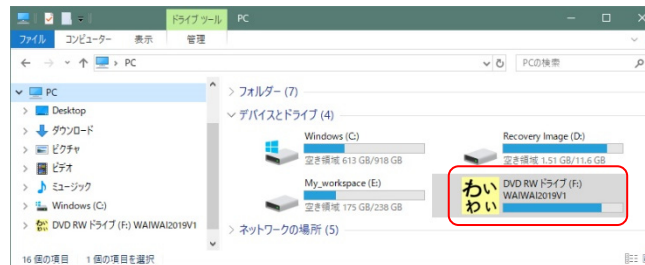 ドライブ ツール PC
ファイル コンピューター 表示 管理
PC PCの検索
PC
Desktop
ダウンロード
ピクチャ
ビデオ
ミュージック
Windows (C:)
DVD RW ドライブ (F:) WAIWAI2019V1
フォルダー (7)
デバイスとドライブ (4)
Windows (C:)
空き領域 613 GB/918 GB
Recovery Image (D:)
空き領域 1.51 GB/11.6 GB
My_workspace (E:)
空き領域 175 GB/238 GB
わい
わい
DVD RW ドライブ (F:)
WAIWAI2019V1
ネットワークの場所 (5)
16 個の項目 1 個の項目を選択